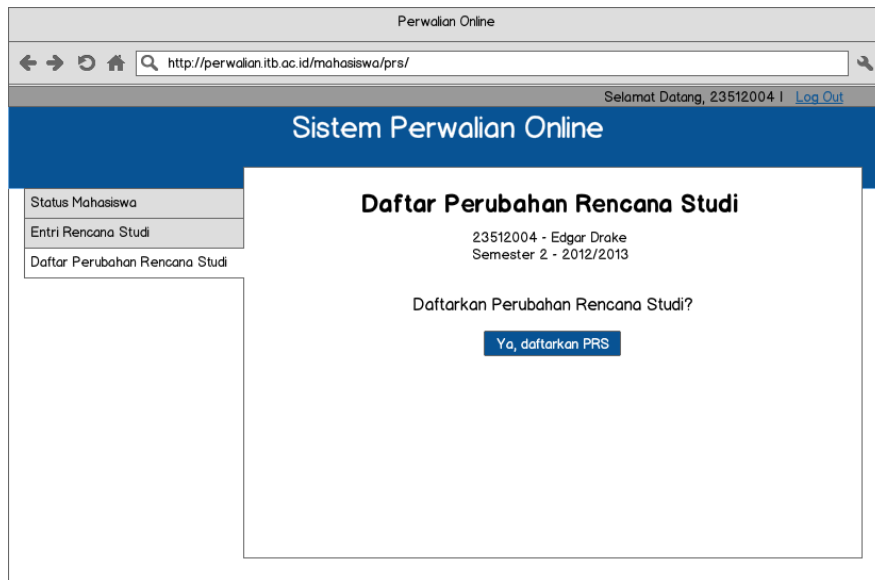 Perwalian Online
http://perwalian.itb.ac.id/mahasiswa/prs/
Selamat Datang, 23512004 | Log Out
Sistem Perwalian Online
Status Mahasiswa
Entri Rencana Studi
Daftar Perubahan Rencana Studi
Daftar Perubahan Rencana Studi
23512004 - Edgar Drake
Semester 2 - 2012/2013
Daftarkan Perubahan Rencana Studi?
Ya, daftarkan PRS